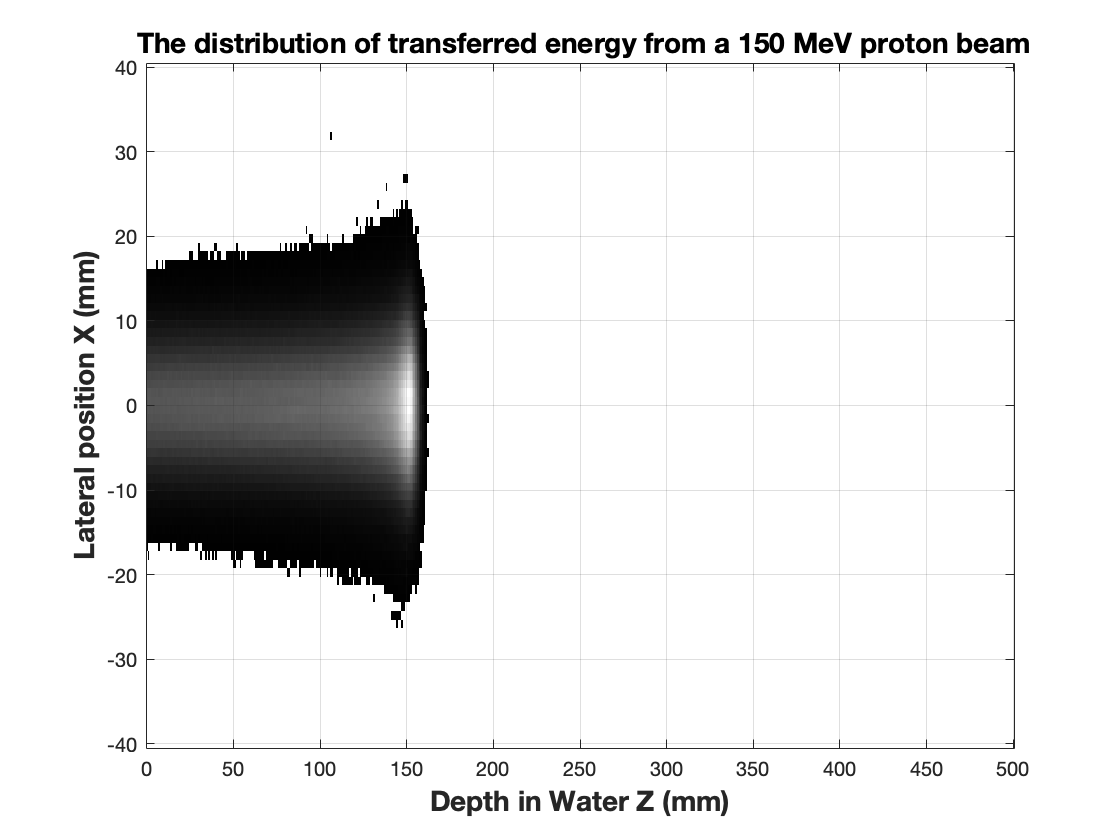 The distribution of transferred energy from a 150 MeV proton beam
40
30
20
10
0
-10
-20
-30
-40
Lateral position X (mm)
0 50 100 150 200 250 300 350 400 450 500
Depth in Water Z (mm)